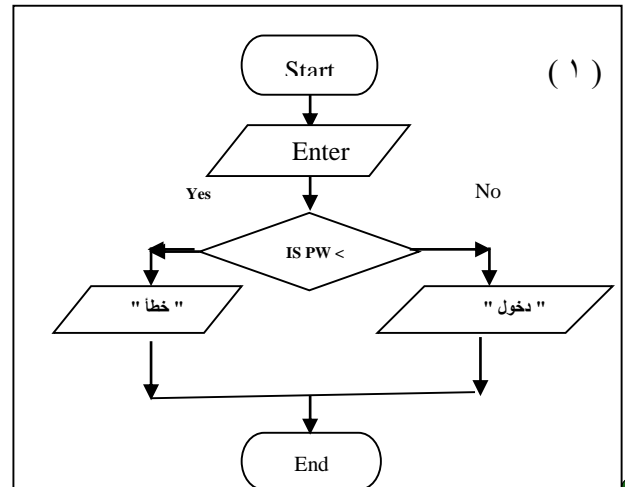 Start
( ١ )
Enter
Yes
No
IS PW <
" خطأ "
" دخول "
End